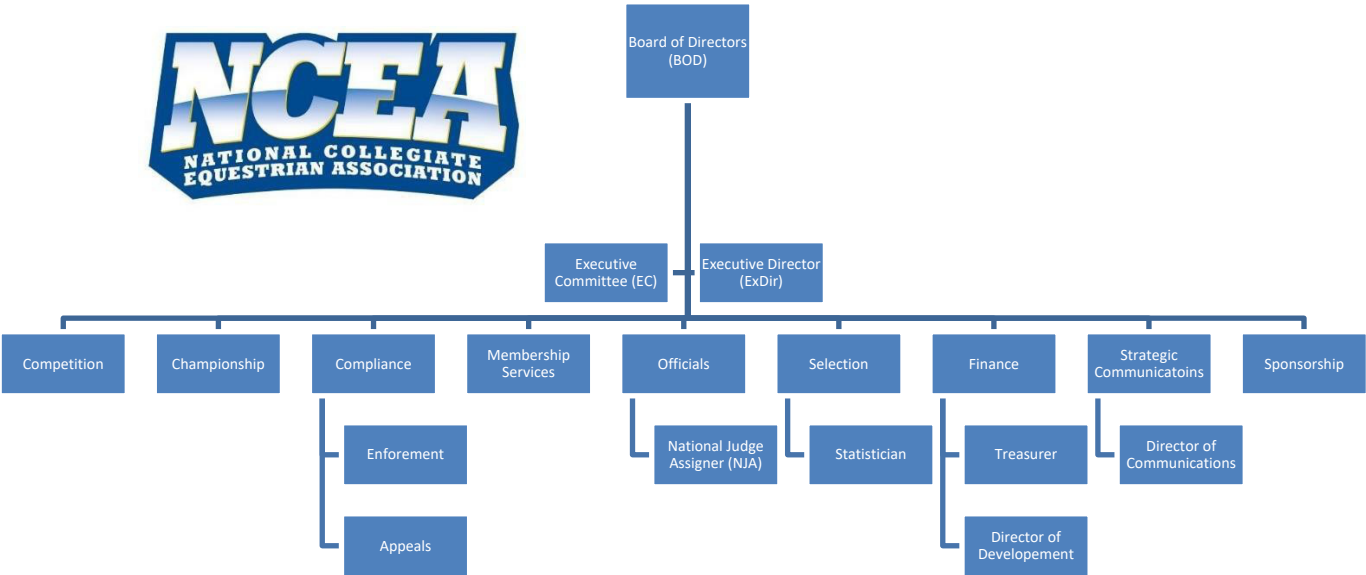 NCEA
NATIONAL COLLEGIATE
EQUESTRIAN ASSOCIATION
Board of Directors
(BOD)
Executive
Committee (EC)
Executive Director
(ExDir)
Competition
Championship
Compliance
Membership
Services
Officials
Selection
Finance
Strategic
Communicatoins
Sponsorship
Enforement
National Judge
Assigner (NJA)
Statistician
Treasurer
Director of
Communications
Appeals
Director of
Developement